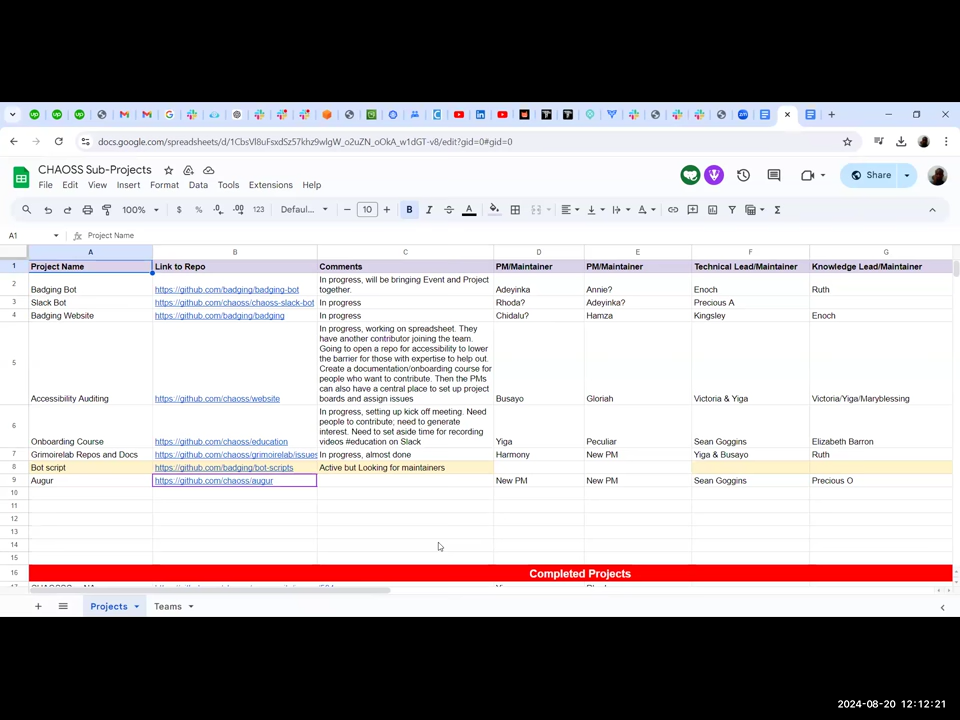 docs.google.com/spreadsheets/d/1CbsVl8uFsxdSz57khz9wlgW_o2uZN_oOkA_w1dGT-v8/edit?gid=0#gid=0
CHAOSS Sub-Projects
File Edit View Insert Format Data Tools Extensions Help
Share
100% $ % .0 .00 123 Defaul... 10 B I
A1 Project Name
A B C D E F G
1 Project Name Link to Repo Comments PM/Maintainer PM/Maintainer Technical Lead/Maintainer Knowledge Lead/Maintainer
In progress, will be bringing Event and Project
2 Badging Bot https://github.com/badging/badging-bot together. Adeyinka Annie? Enoch Ruth
3 Slack Bot https://github.com/chaoss/chaoss-slack-bot In progress Rhoda? Adeyinka? Precious A
4 Badging Website https://github.com/badging/badging In progress Chidalu? Hamza Kingsley Enoch
In progress, working on spreadsheet. They
have another contributor joining the team.
Going to open a repo for accessibility to lower
the barrier for those with expertise to help out.
Create a documentation/onboarding course for
people who want to contribute. Then the PMs
can also have a central place to set up project
5 Accessibility Auditing https://github.com/chaoss/website boards and assign issues Busayo Gloriah Victoria & Yiga Victoria/Yiga/Maryblessing
In progress, setting up kick off meeting. Need
people to contribute; need to generate
interest. Need to set aside time for recording
6 Onboarding Course https://github.com/chaoss/education videos #education on Slack Yiga Peculiar Sean Goggins Elizabeth Barron
7 Grimoirelab Repos and Docs https://github.com/chaoss/grimoirelab/issues In progress, almost done Harmony New PM Yiga & Busayo Ruth
8 Bot script https://github.com/badging/bot-scripts Active but Looking for maintainers
9 Augur https://github.com/chaoss/augur New PM New PM Sean Goggins Precious O
10
11
12
13
14
15
16 Completed Projects
Projects Teams
2024-08-20 12:12:21